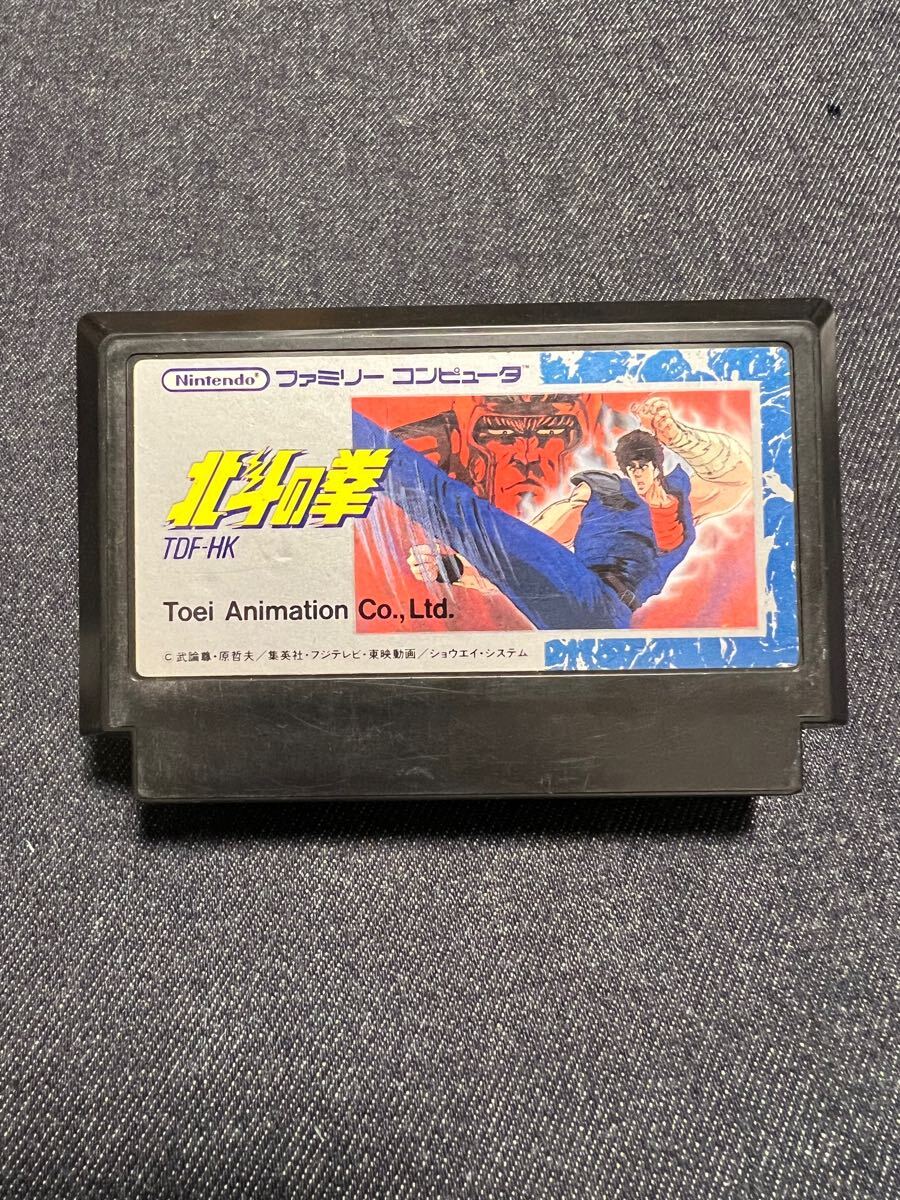 Nintendo® ファミリー コンピュータ™
北斗の拳
TDF-HK
Toei Animation Co., Ltd.
© 武論尊・原哲夫／集英社・フジテレビ・東映動画／ショウエイ・システム